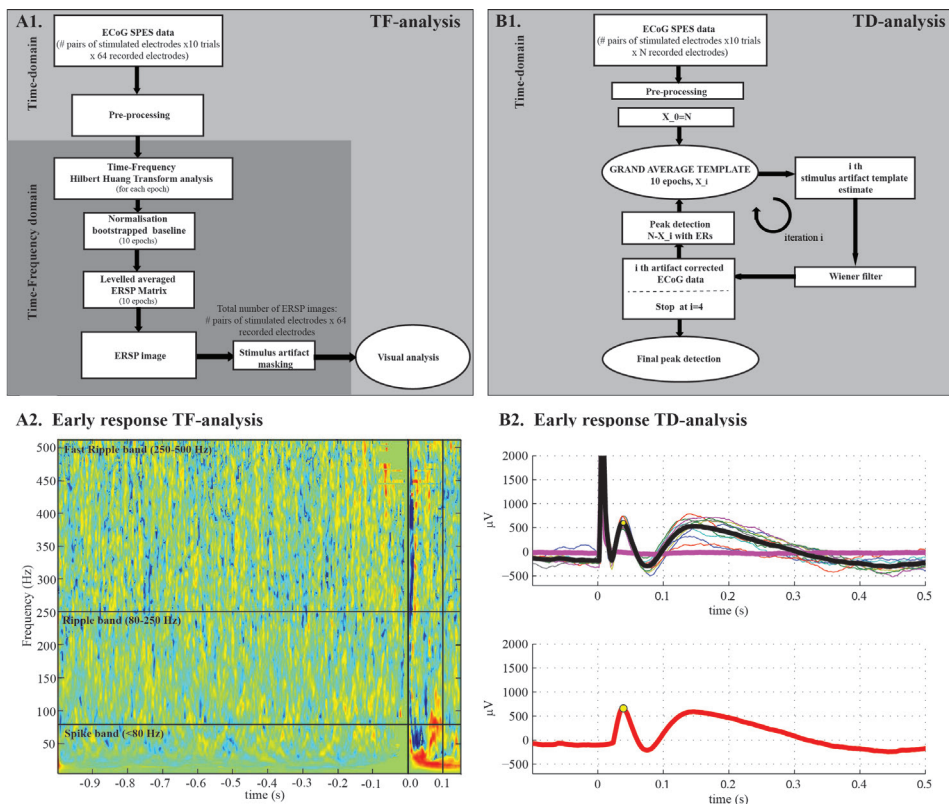 A1.
TF-analysis
Time-domain
ECoG SPES data
(# pairs of stimulated electrodes x10 trials
x 64 recorded electrodes)
Pre-processing
Time-Frequency domain
Time-Frequency
Hilbert Huang Transform analysis
(for each epoch)
Normalisation
bootstrapped baseline
(10 epochs)
Levelled averaged
ERSP Matrix
(10 epochs)
Total number of ERSP images:
# pairs of stimulated electrodes x 64
recorded electrodes
ERSP image
Stimulus artifact
masking
Visual analysis
B1.
TD-analysis
Time-domain
ECoG SPES data
(# pairs of stimulated electrodes x10 trials
x N recorded electrodes)
Pre-processing
X_0=N
GRAND AVERAGE TEMPLATE
10 epochs, X_i
i th
stimulus artifact template
estimate
Peak detection
N-X_i with ERs
iteration i
i th artifact corrected
ECoG data
Stop at i=4
Wiener filter
Final peak detection
A2. Early response TF-analysis
Fast Ripple band (250-500 Hz)
Ripple band (80-250 Hz)
Spike band (<80 Hz)
Frequency (Hz)
500
450
400
350
300
250
200
150
100
50
-0.9 -0.8 -0.7 -0.6 -0.5 -0.4 -0.3 -0.2 -0.1 0.0 0.1
time (s)
B2. Early response TD-analysis
µV
2000
1500
1000
500
0
-500
0 0.1 0.2 0.3 0.4 0.5
time (s)
µV
2000
1500
1000
500
0
-500
0 0.1 0.2 0.3 0.4 0.5
time (s)